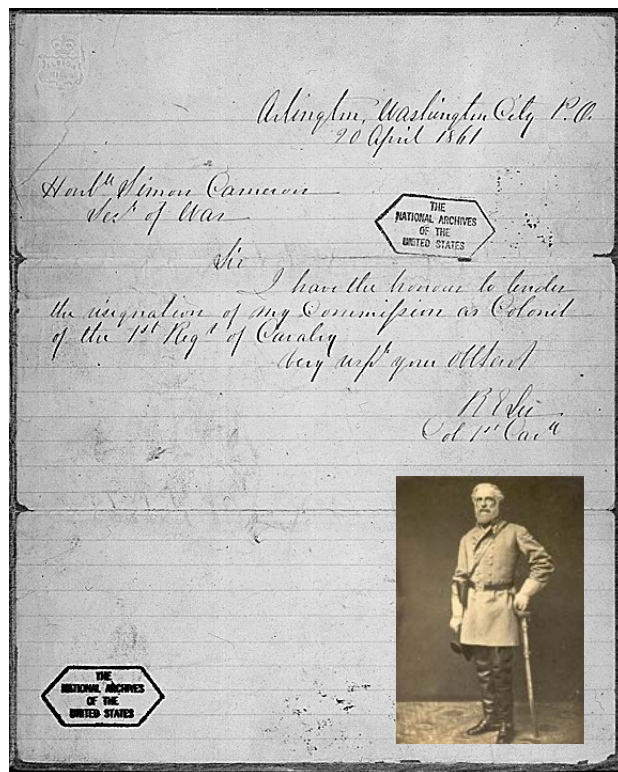 Arlington, Washington City P.O.
20 April 1861
Honble Simon Cameron
Secy of War
THE
NATIONAL ARCHIVES
OF THE
UNITED STATES
Sir
I have the honour to tender
the resignation of my Commission as Colonel
of the 1st Regt of Cavalry
Very respy your Obt Servt
R E Lee
Col 1st Cavy
THE
NATIONAL ARCHIVES
OF THE
UNITED STATES